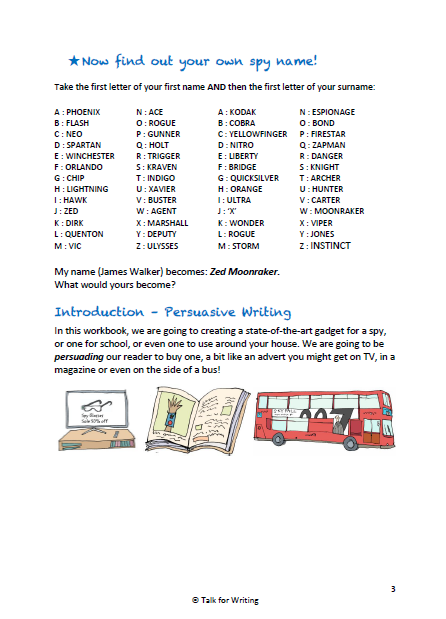 ★Now find out your own spy name!
Take the first letter of your first name AND then the first letter of your surname:
A : PHOENIX N : ACE A : KODAK N : ESPIONAGE
B : FLASH O : ROGUE B : COBRA O : BOND
C : NEO P : GUNNER C : YELLOWFINGER P : FIRESTAR
D : SPARTAN Q : HOLT D : NITRO Q : ZAPMAN
E : WINCHESTER R : TRIGGER E : LIBERTY R : DANGER
F : ORLANDO S : KRAVEN F : BRIDGE S : KNIGHT
G : CHIP T : INDIGO G : QUICKSILVER T : ARCHER
H : LIGHTNING U : XAVIER H : ORANGE U : HUNTER
I : HAWK V : BUSTER I : ULTRA V : CARTER
J : ZED W : AGENT J : ‘X’ W : MOONRAKER
K : DIRK X : MARSHALL K : WONDER X : VIPER
L : QUENTON Y : DEPUTY L : ROGUE Y : JONES
M : VIC Z : ULYSSES M : STORM Z : INSTINCT
My name (James Walker) becomes: Zed Moonraker.
What would yours become?
Introduction – Persuasive Writing
In this workbook, we are going to creating a state-of-the-art gadget for a spy,
or one for school, or even one to use around your house. We are going to be
persuading our reader to buy one, a bit like an advert you might get on TV, in a
magazine or even on the side of a bus!
Spy Glasses
Sale 50% off
007
3
© Talk for Writing